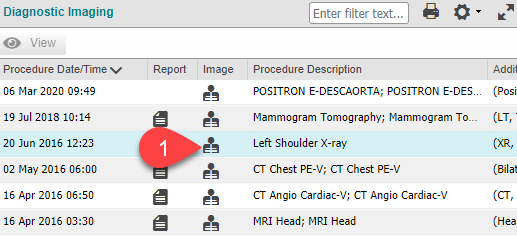 Diagnostic Imaging Enter filter text...
View
Procedure Date/Time Report Image Procedure Description Addi
06 Mar 2020 09:49 POSITRON E-DESCAORTA; POSITRON E-DES... (Posi
19 Jul 2018 10:14 Mammogram Tomography; Mammogram To... (LT,
20 Jun 2016 12:23 1 Left Shoulder X-ray (XR,
02 May 2016 06:00 CT Chest PE-V; CT Chest PE-V (Bilat
16 Apr 2016 06:50 CT Angio Cardiac-V; CT Angio Cardiac-V (CT A
16 Apr 2016 03:30 MRI Head; MRI Head (Head